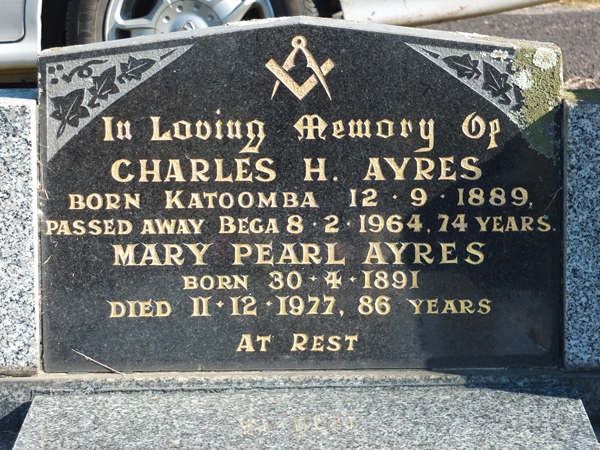 In Loving Memory Of
CHARLES H. AYRES
BORN KATOOMBA 12·9·1889,
PASSED AWAY BEGA 8·2·1964, 74 YEARS.
MARY PEARL AYRES
BORN 30·4·1891
DIED 11·12·1977, 86 YEARS
AT REST